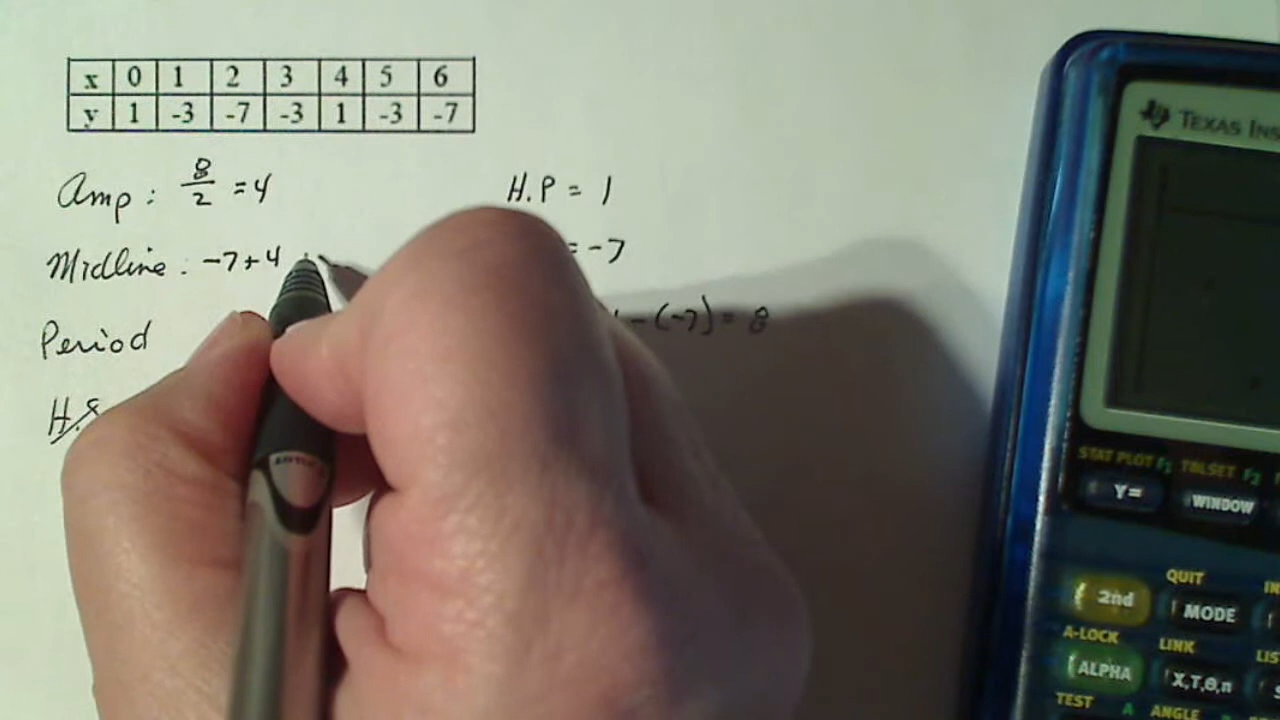 x 0 1 2 3 4 5 6
y 1 -3 -7 -3 1 -3 -7
Amp : 8/2 = 4
H.P = 1
Midline : -7+4
= -7
Period
- (-7) = 8
H.S
TEXAS INS
STAT PLOT F1 TBLSET F2
Y= WINDOW
QUIT IN
2nd MODE
A-LOCK LINK LIS
ALPHA X,T,θ,n S
TEST A ANGLE